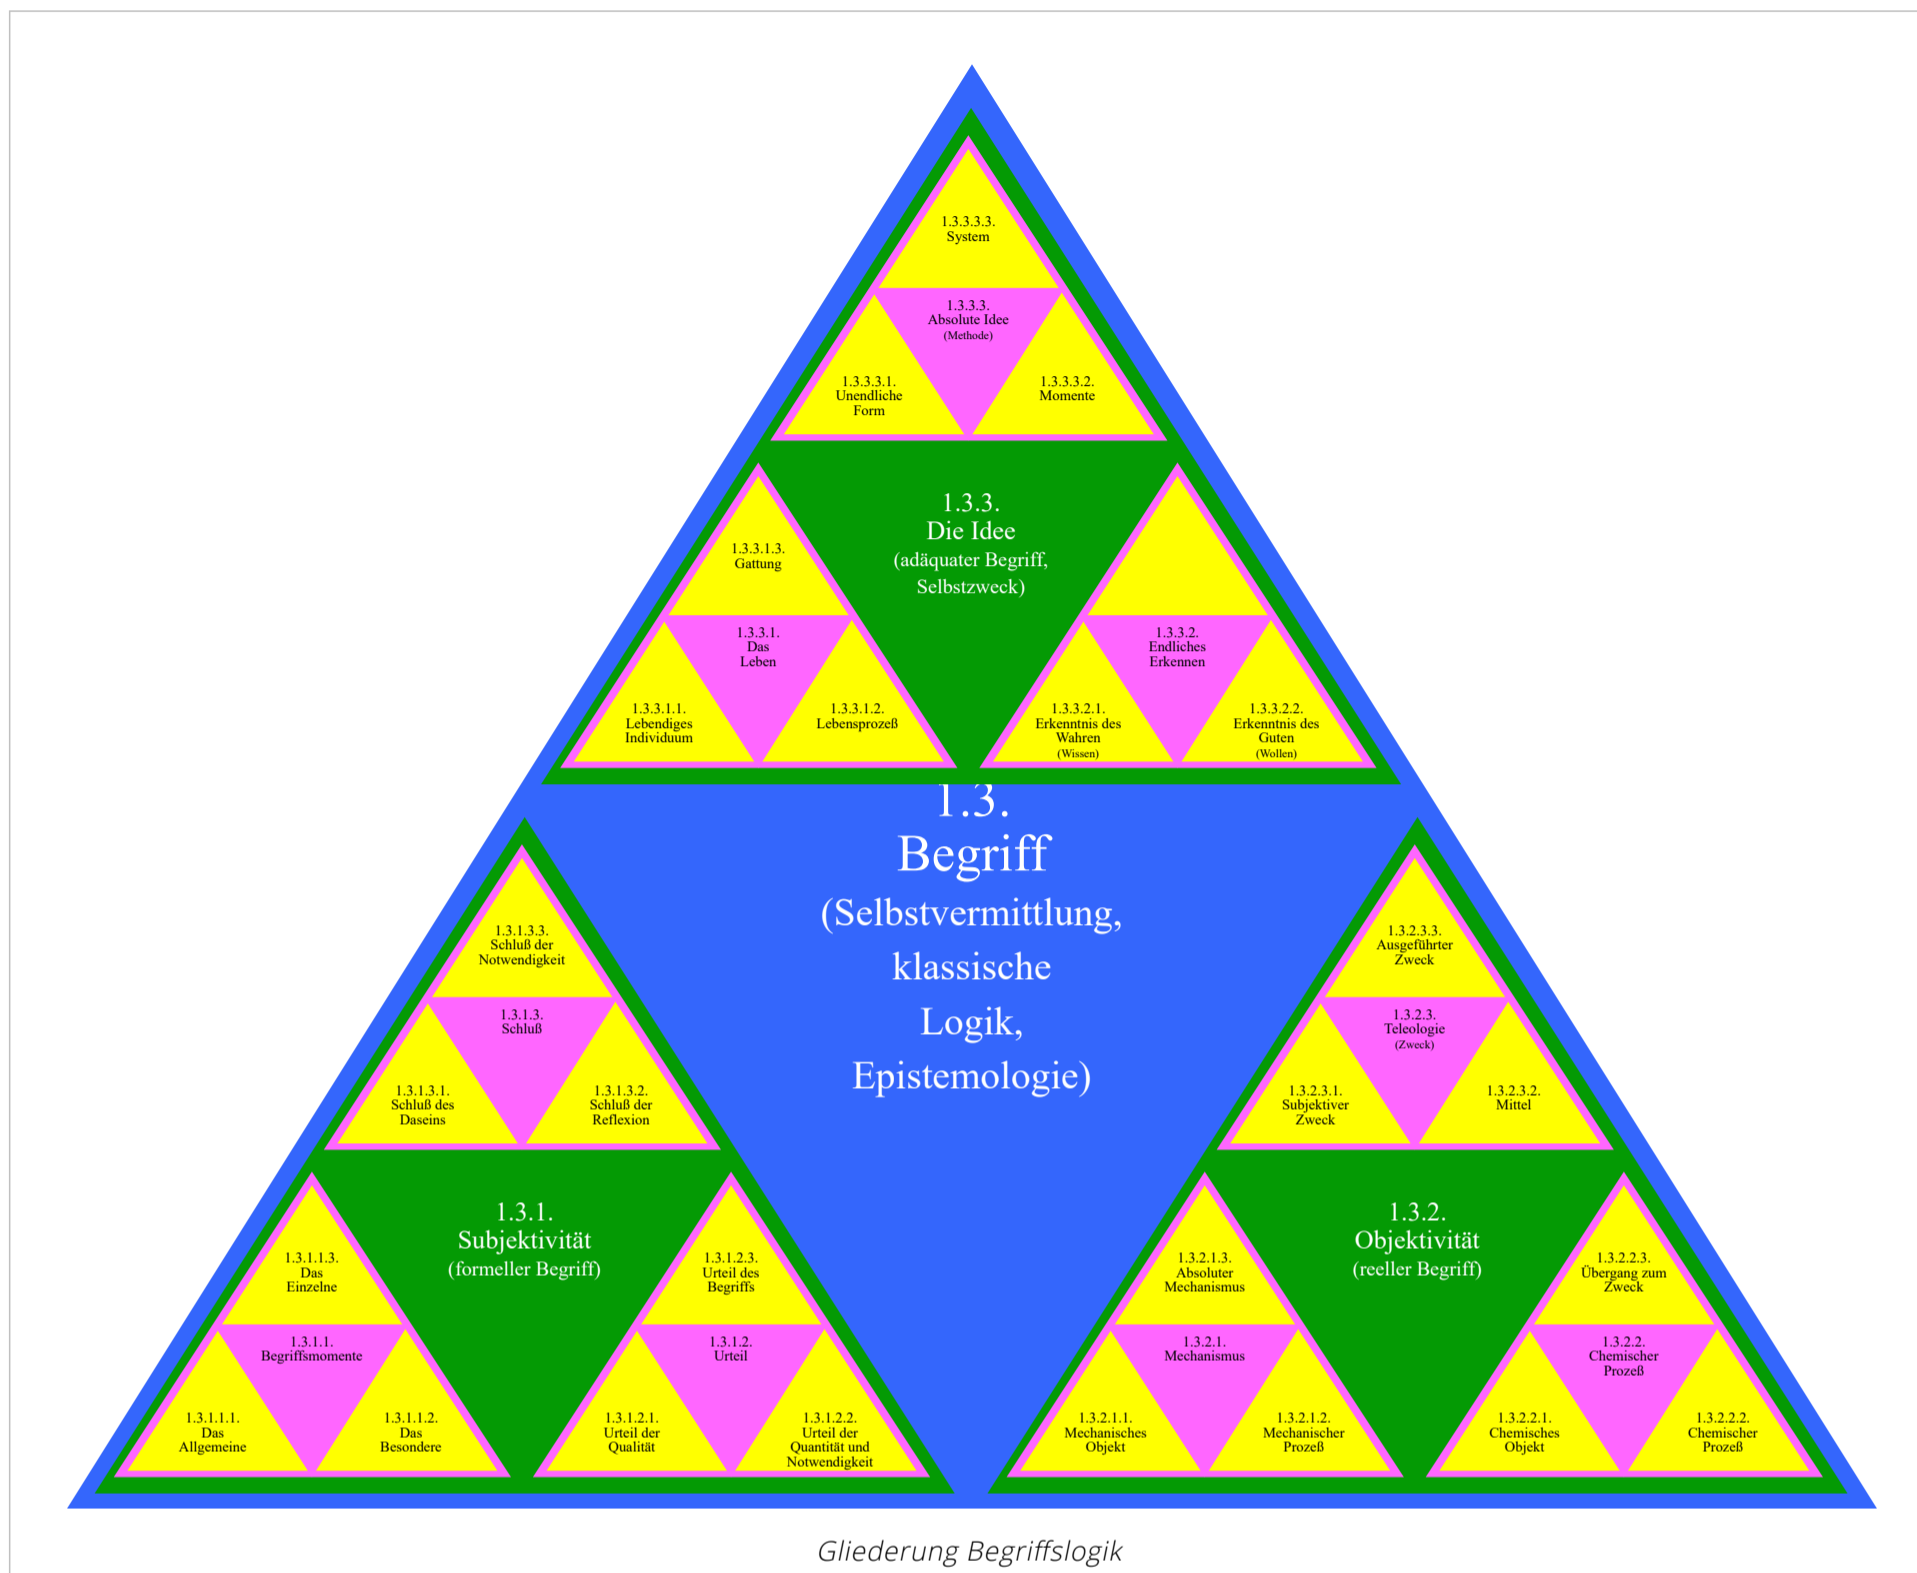 1.3.3.3.3.
System
1.3.3.3.
Absolute Idee
(Methode)
1.3.3.3.1.
Unendliche
Form
1.3.3.3.2.
Momente
1.3.3.
Die Idee
(adäquater Begriff,
Selbstzweck)
1.3.3.1.3.
Gattung
1.3.3.1.
Das
Leben
1.3.3.1.1.
Lebendiges
Individuum
1.3.3.1.2.
Lebensprozeß
1.3.3.2.
Endliches
Erkennen
1.3.3.2.1.
Erkenntnis des
Wahren
(Wissen)
1.3.3.2.2.
Erkenntnis des
Guten
(Wollen)
1.3.
Begriff
(Selbstvermittlung,
klassische
Logik,
Epistemologie)
1.3.1.3.3.
Schluß der
Notwendigkeit
1.3.1.3.
Schluß
1.3.1.3.1.
Schluß des
Daseins
1.3.1.3.2.
Schluß der
Reflexion
1.3.1.
Subjektivität
(formeller Begriff)
1.3.1.1.3.
Das
Einzelne
1.3.1.1.
Begriffsmomente
1.3.1.1.1.
Das
Allgemeine
1.3.1.1.2.
Das
Besondere
1.3.1.2.3.
Urteil des
Begriffs
1.3.1.2.
Urteil
1.3.1.2.1.
Urteil der
Qualität
1.3.1.2.2.
Urteil der
Quantität und
Notwendigkeit
1.3.2.3.3.
Ausgeführter
Zweck
1.3.2.3.
Teleologie
(Zweck)
1.3.2.3.1.
Subjektiver
Zweck
1.3.2.3.2.
Mittel
1.3.2.
Objektivität
(reeller Begriff)
1.3.2.1.3.
Absoluter
Mechanismus
1.3.2.1.
Mechanismus
1.3.2.1.1.
Mechanisches
Objekt
1.3.2.1.2.
Mechanischer
Prozeß
1.3.2.2.3.
Übergang zum
Zweck
1.3.2.2.
Chemischer
Prozeß
1.3.2.2.1.
Chemisches
Objekt
1.3.2.2.2.
Chemischer
Prozeß
Gliederung Begriffslogik